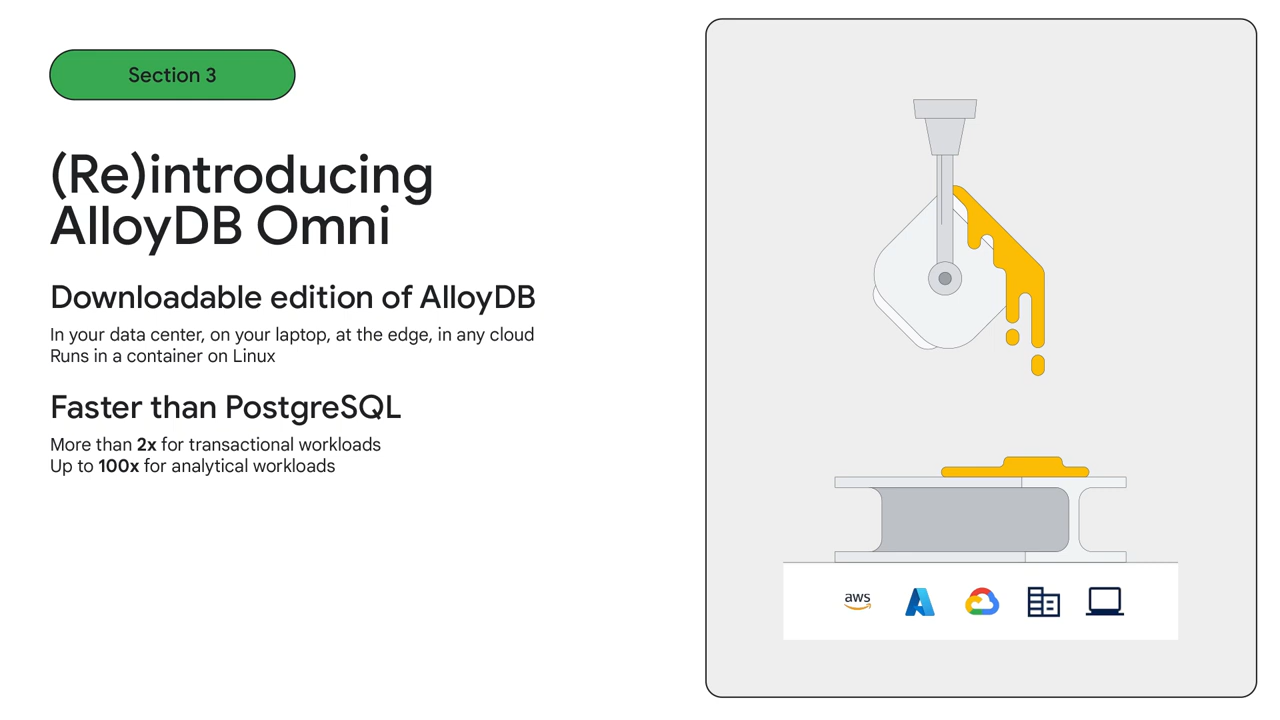 Section 3
(Re)introducing
AlloyDB Omni
Downloadable edition of AlloyDB
In your data center, on your laptop, at the edge, in any cloud
Runs in a container on Linux
Faster than PostgreSQL
More than 2x for transactional workloads
Up to 100x for analytical workloads
aws